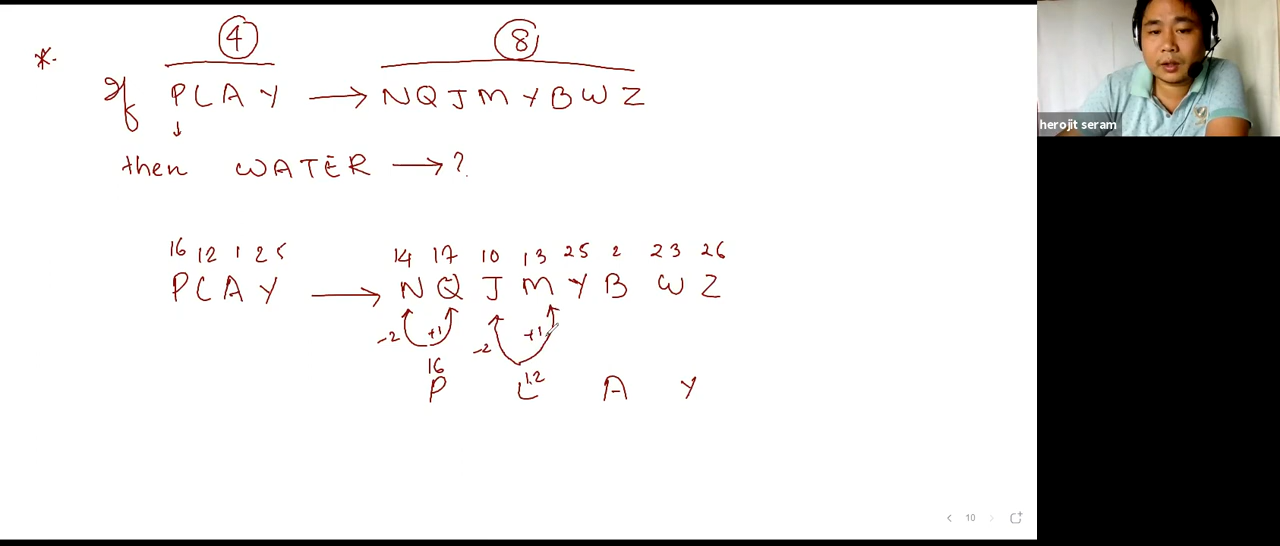 4 8
*. If PLAY → NQJMYBWZ
then WATER → ?
16 12 1 25 14 17 10 13 25 2 23 26
PLAY → N Q J M Y B W Z
-2 +1 -2 +1
16 12
P L A Y
herojit seram
10